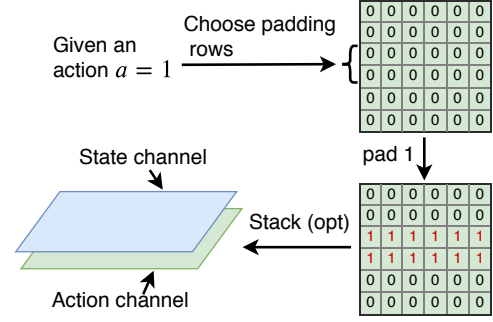 Given an
action a = 1
Choose padding
rows
0 0 0 0 0 0
0 0 0 0 0 0
0 0 0 0 0 0
0 0 0 0 0 0
0 0 0 0 0 0
0 0 0 0 0 0
pad 1
0 0 0 0 0 0
0 0 0 0 0 0
1 1 1 1 1 1
1 1 1 1 1 1
0 0 0 0 0 0
0 0 0 0 0 0
Stack (opt)
State channel
Action channel